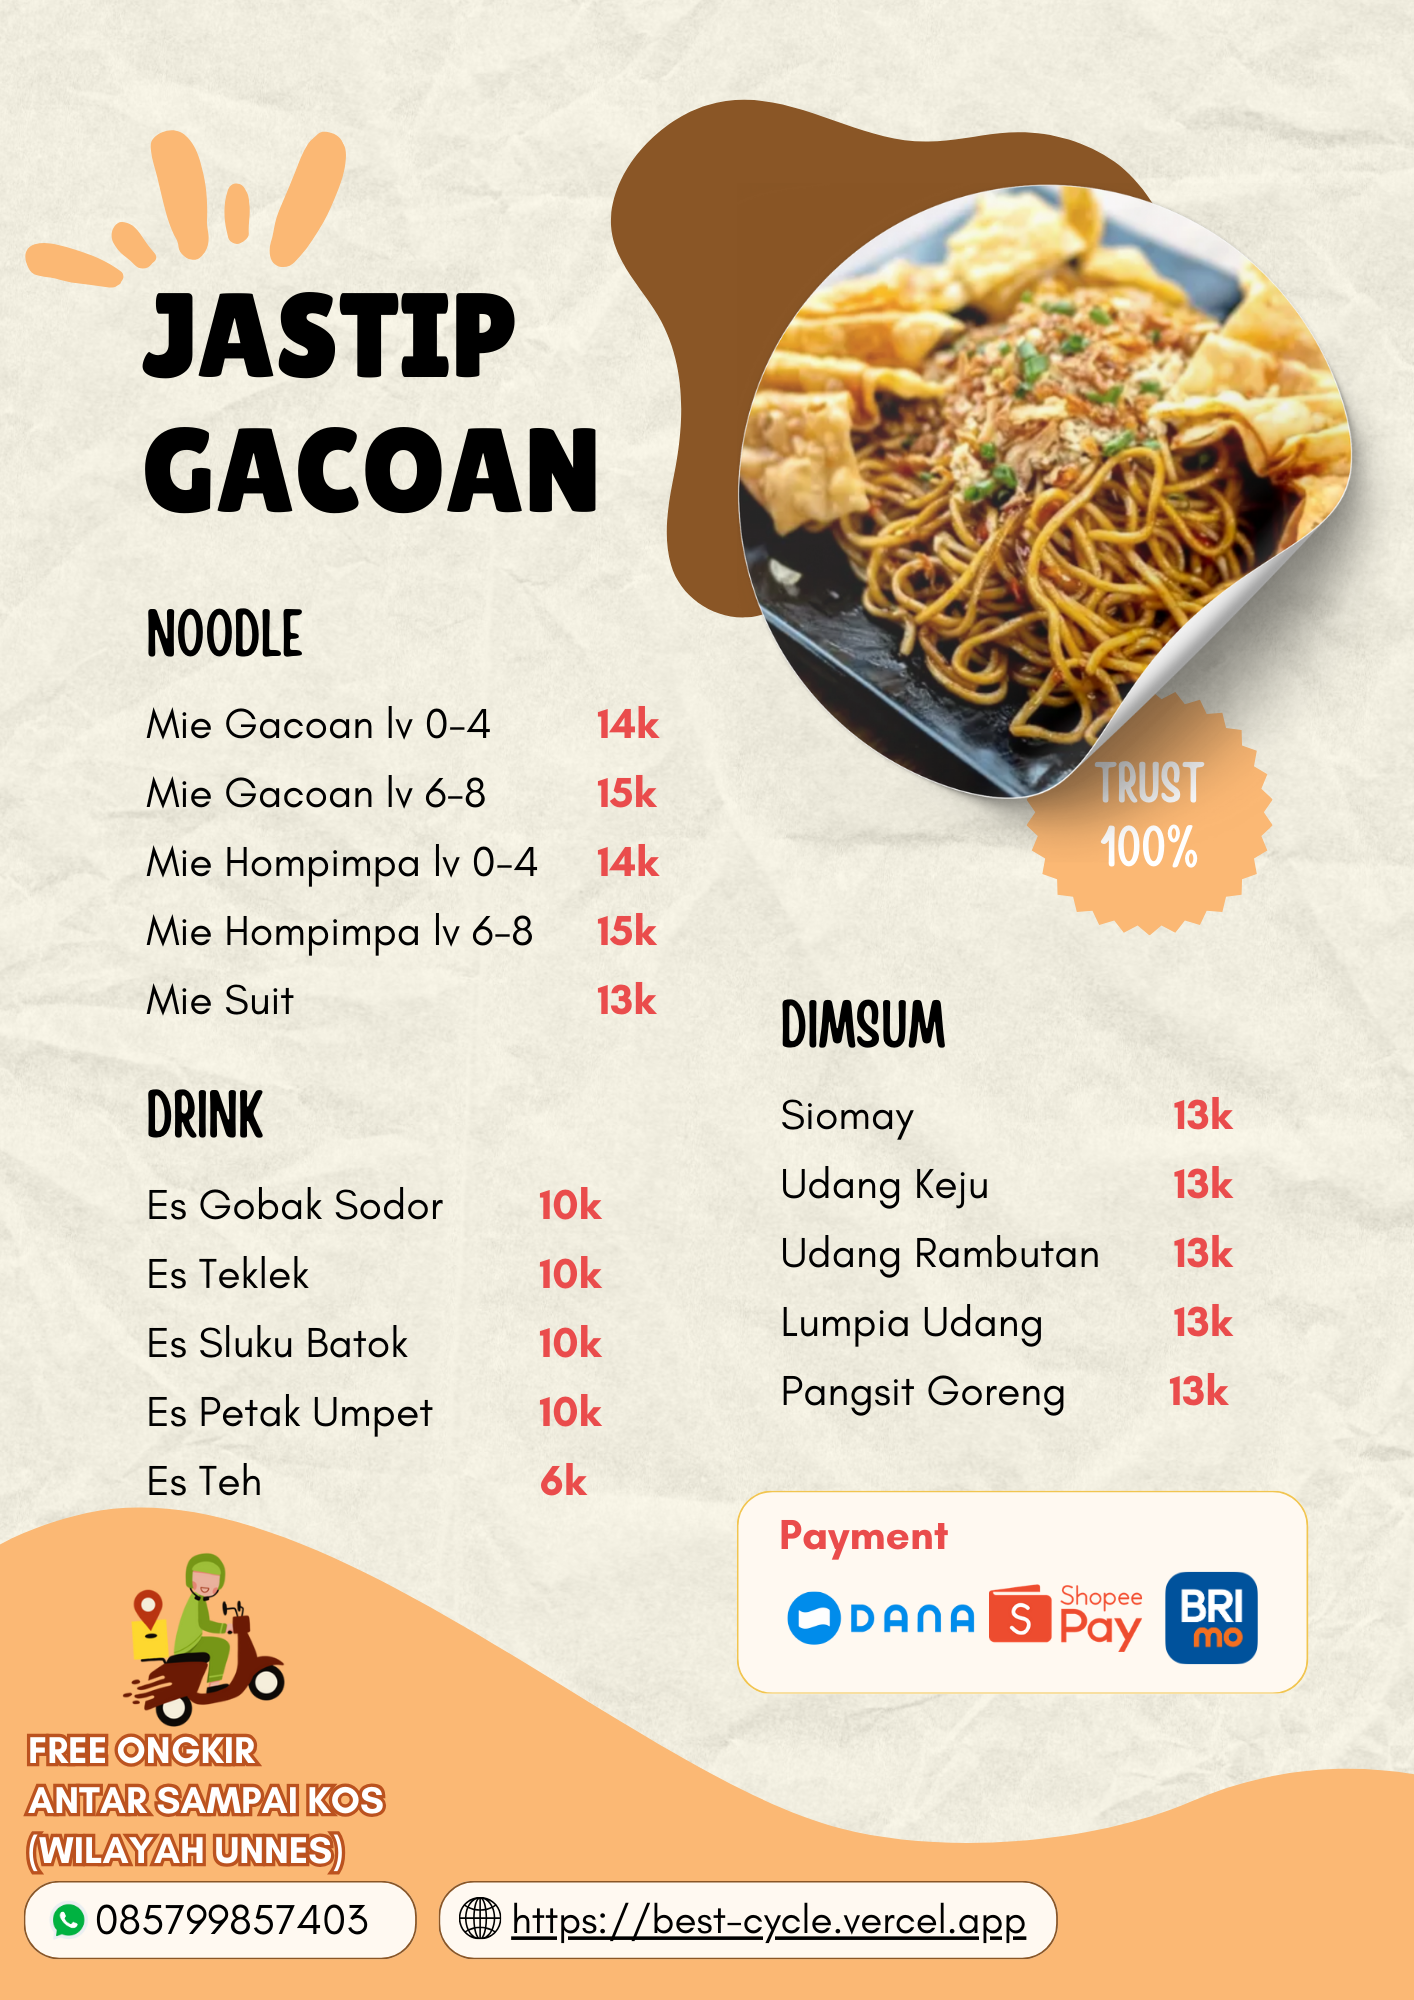 JASTIP
GACOAN
NOODLE
Mie Gacoan lv 0-4 14k
Mie Gacoan lv 6-8 15k
Mie Hompimpa lv 0-4 14k
Mie Hompimpa lv 6-8 15k
Mie Suit 13k
TRUST
100%
DRINK
Es Gobak Sodor 10k
Es Teklek 10k
Es Sluku Batok 10k
Es Petak Umpet 10k
Es Teh 6k
DIMSUM
Siomay 13k
Udang Keju 13k
Udang Rambutan 13k
Lumpia Udang 13k
Pangsit Goreng 13k
Payment
DANA S Shopee Pay BRI mo
FREE ONGKIR
ANTAR SAMPAI KOS
(WILAYAH UNNES)
085799857403 https://best-cycle.vercel.app